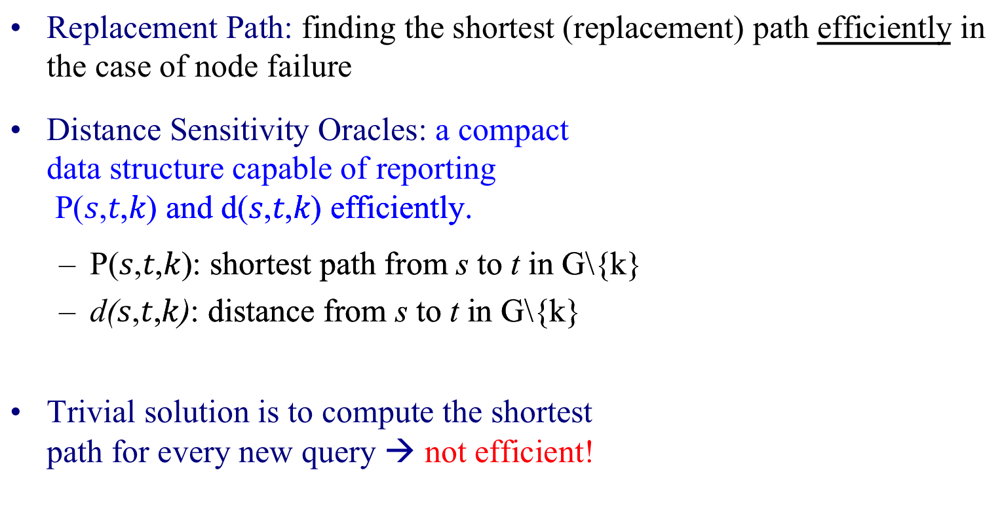 • Replacement Path: finding the shortest (replacement) path efficiently in
the case of node failure
• Distance Sensitivity Oracles: a compact
data structure capable of reporting
P(s,t,k) and d(s,t,k) efficiently.
– P(s,t,k): shortest path from s to t in G\{k}
– d(s,t,k): distance from s to t in G\{k}
• Trivial solution is to compute the shortest
path for every new query → not efficient!